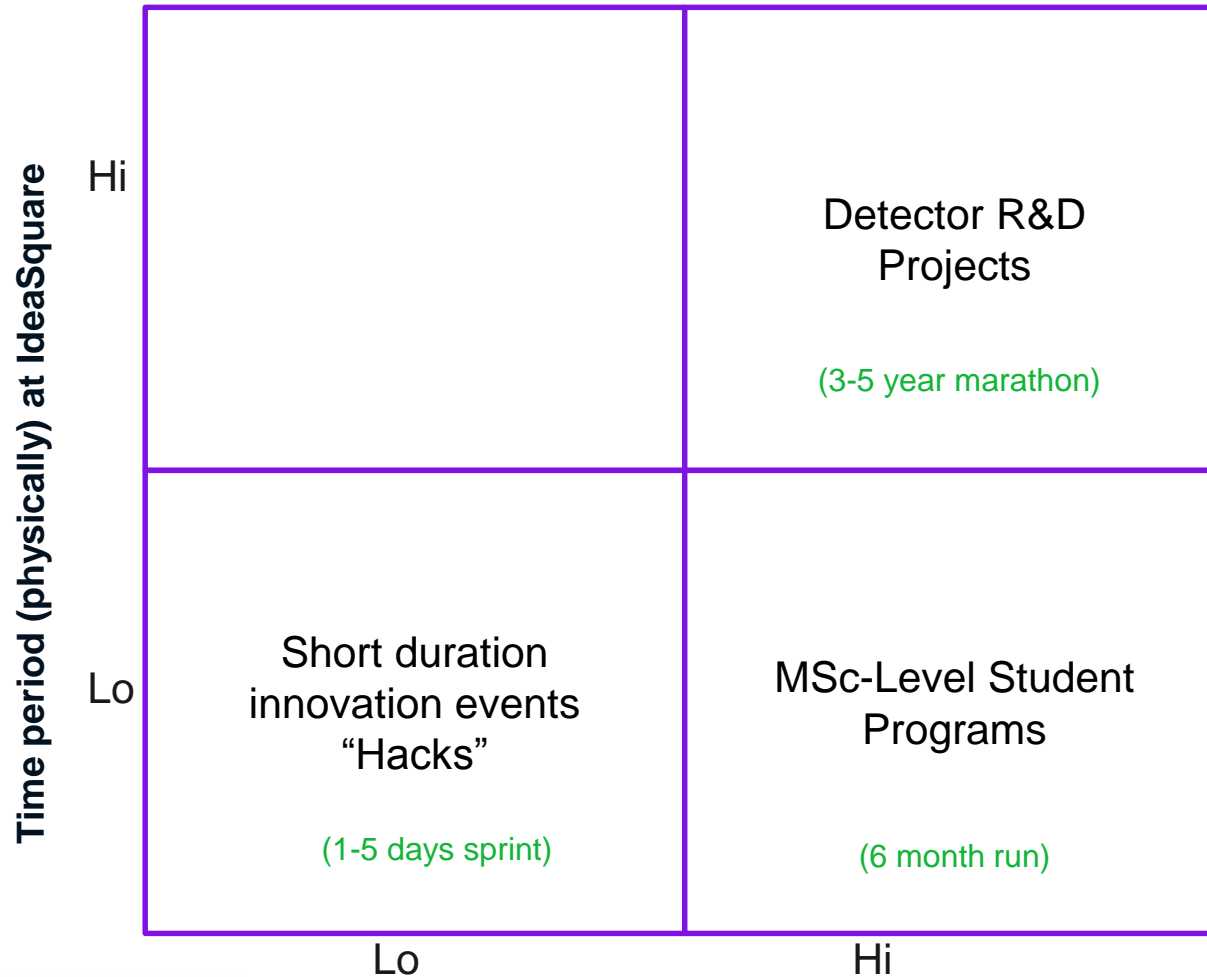 Time period (physically) at IdeaSquare
Hi
Detector R&D
Projects
(3-5 year marathon)
Lo
Short duration
innovation events
“Hacks”
(1-5 days sprint)
MSc-Level Student
Programs
(6 month run)
Lo
Hi